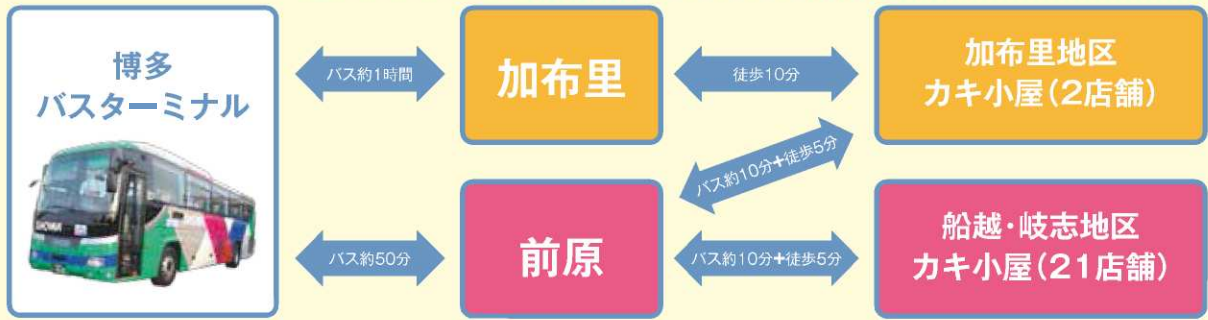 博多
バスターミナル
SHOWA
バス約1時間
加布里
徒歩10分
加布里地区
カキ小屋(2店舗)
バス約10分+徒歩5分
バス約50分
前原
バス約10分+徒歩5分
船越・岐志地区
カキ小屋(21店舗)